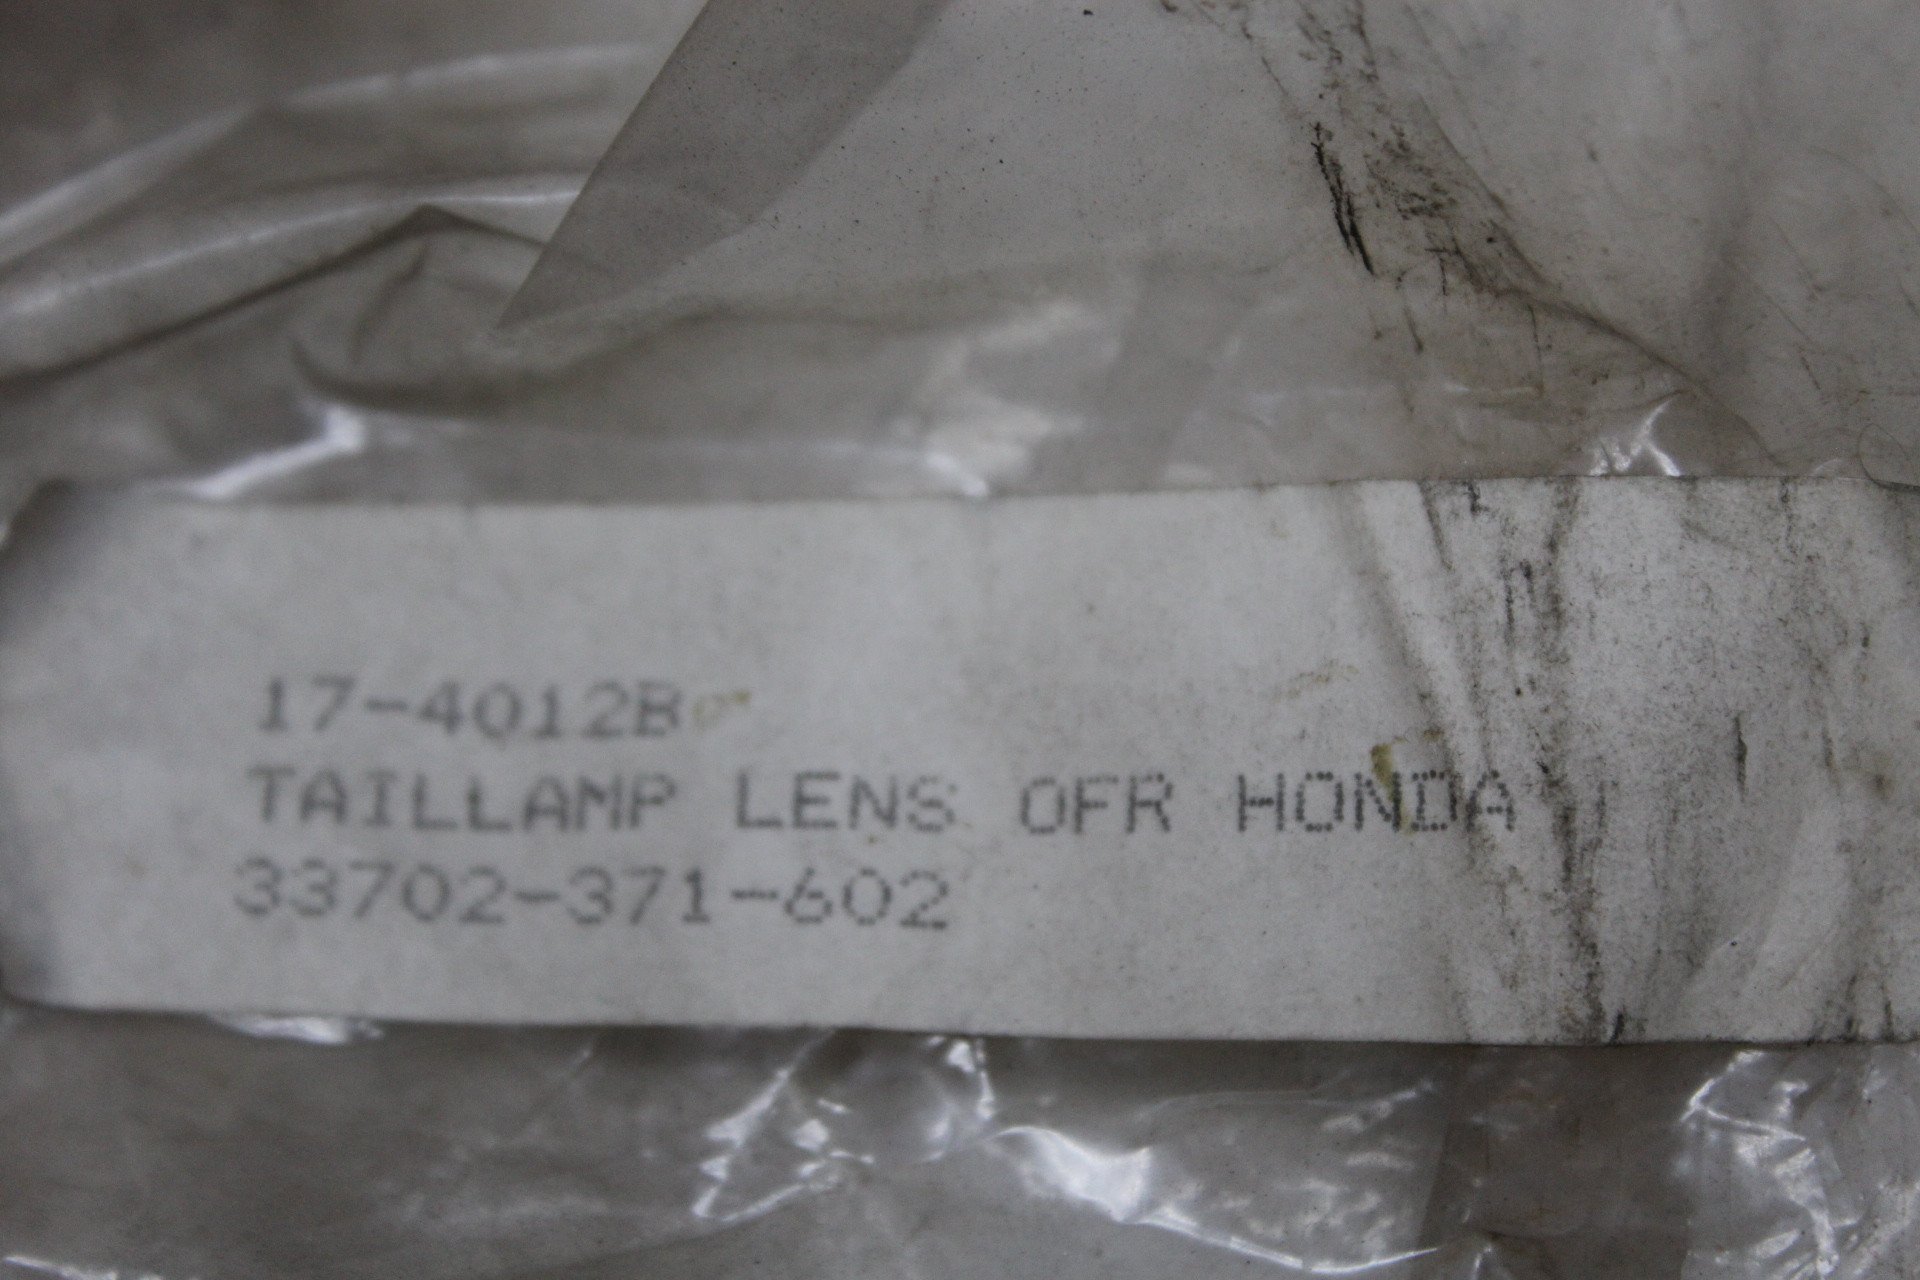 17-4012B
TAILLAMP LENS OFR HONDA
33702-371-602